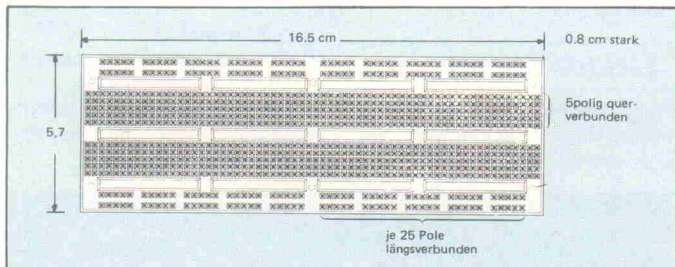 16.5 cm
0.8 cm stark
5,7
5polig quer-
verbunden
je 25 Pole
längsverbunden